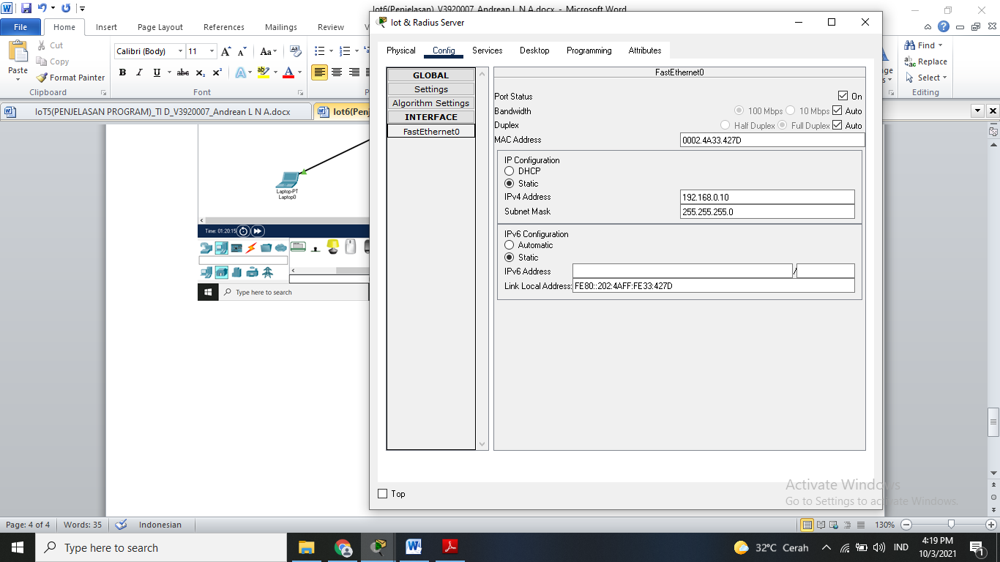 Iot6(Penjelasan)_V3920007_Andrean L N A.docx - Microsoft Word
File Home Insert Page Layout References Mailings Review
Cut
Copy
Format Painter
Paste
Clipboard
Calibri (Body) 11
Font
Find
Replace
Select
Editing
IoT5(PENJELASAN PROGRAM)_TI D_V3920007_Andrean L N A.docx
Iot6(Penj
Iot & Radius Server
Physical Config Services Desktop Programming Attributes
GLOBAL
Settings
Algorithm Settings
INTERFACE
FastEthernet0
FastEthernet0
Port Status On
Bandwidth 100 Mbps 10 Mbps Auto
Duplex Half Duplex Full Duplex Auto
MAC Address 0002.4A33.427D
IP Configuration
DHCP
Static
IPv4 Address 192.168.0.10
Subnet Mask 255.255.255.0
IPv6 Configuration
Automatic
Static
IPv6 Address /
Link Local Address: FE80::202:4AFF:FE33:427D
Top
Laptop-PT
Laptop0
Time: 01:20:15
Type here to search
Activate Windows
Go to Settings to activate Windows.
Page: 4 of 4 Words: 35 Indonesian 130%
Type here to search
32°C Cerah IND
4:19 PM
10/3/2021
1